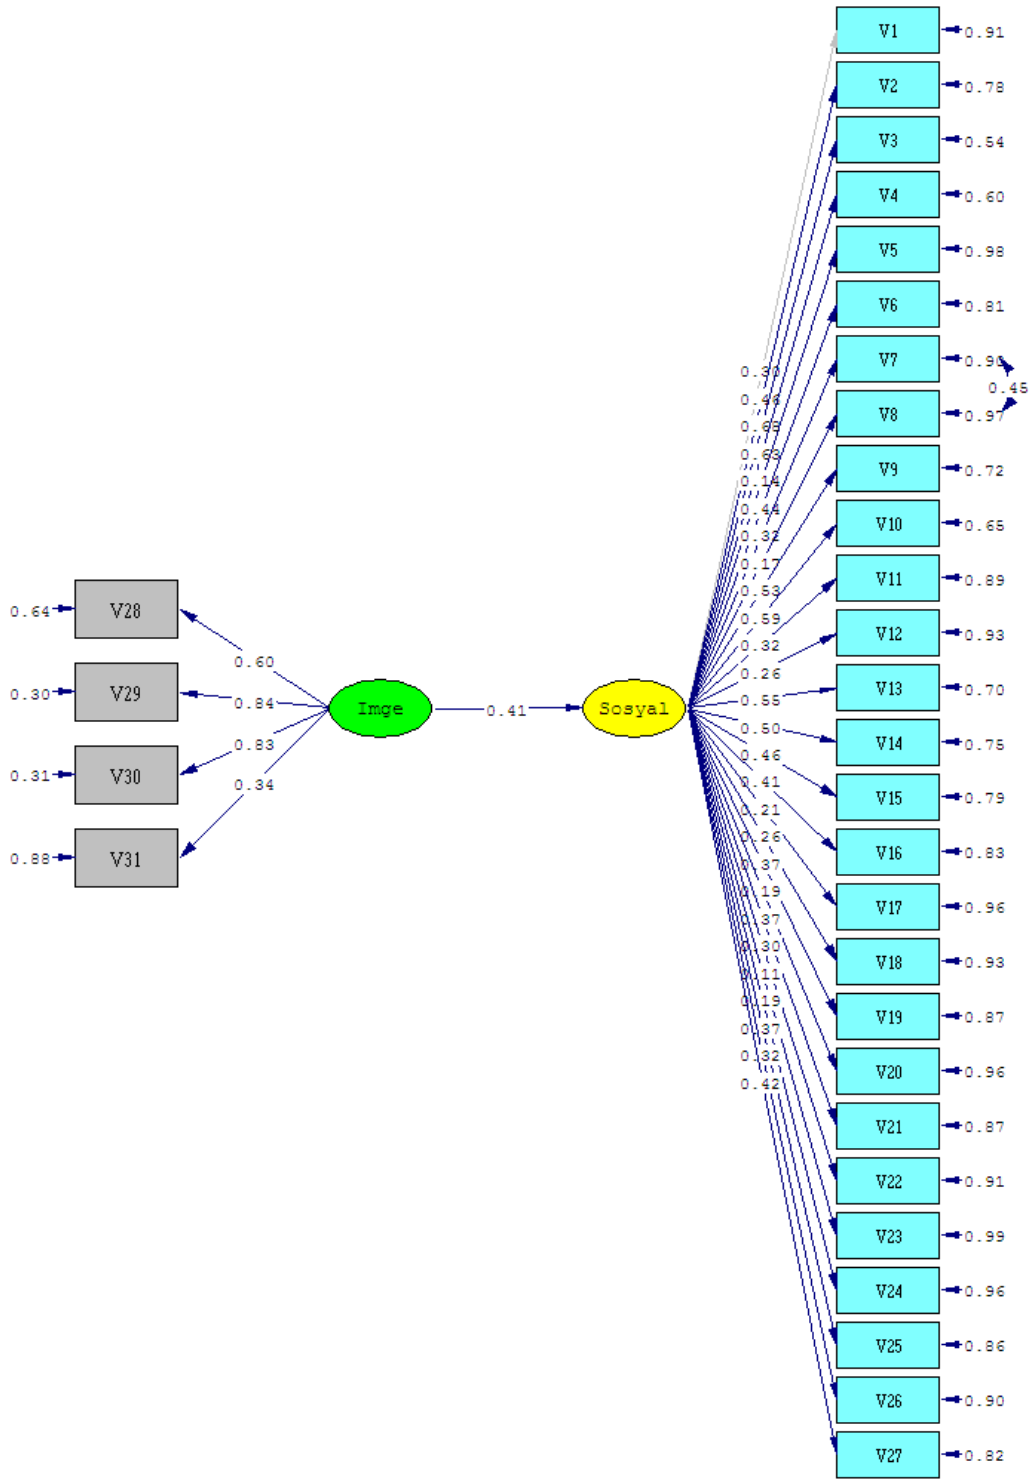 V1 0.91
V2 0.78
V3 0.54
V4 0.60
V5 0.98
V6 0.81
V7 0.90
0.45
V8 0.97
V9 0.72
V10 0.65
V11 0.89
V12 0.93
V13 0.70
V14 0.75
V15 0.79
V16 0.83
V17 0.96
V18 0.93
V19 0.87
V20 0.96
V21 0.87
V22 0.91
V23 0.99
V24 0.96
V25 0.86
V26 0.90
V27 0.82
0.30
0.46
0.68
0.63
0.14
0.44
0.32
0.17
0.53
0.59
0.32
0.26
0.55
0.50
0.46
0.41
0.21
0.26
0.37
0.19
0.37
0.30
0.11
0.19
0.37
0.32
0.42
0.64 V28 0.60
0.30 V29 0.84
0.31 V30 0.83
0.88 V31 0.34
Imge 0.41 Sosyal